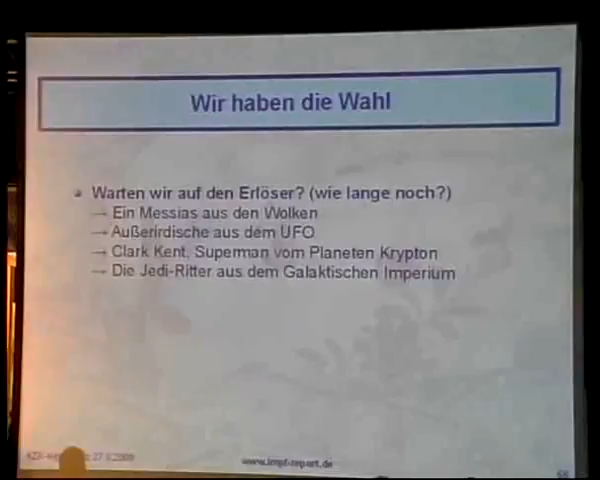 Wir haben die Wahl
Warten wir auf den Erlöser? (wie lange noch?)
→ Ein Messias aus den Wolken
→ Außerirdische aus dem UFO
→ Clark Kent, Superman vom Planeten Krypton
→ Die Jedi-Ritter aus dem Galaktischen Imperium
www.impf-report.de